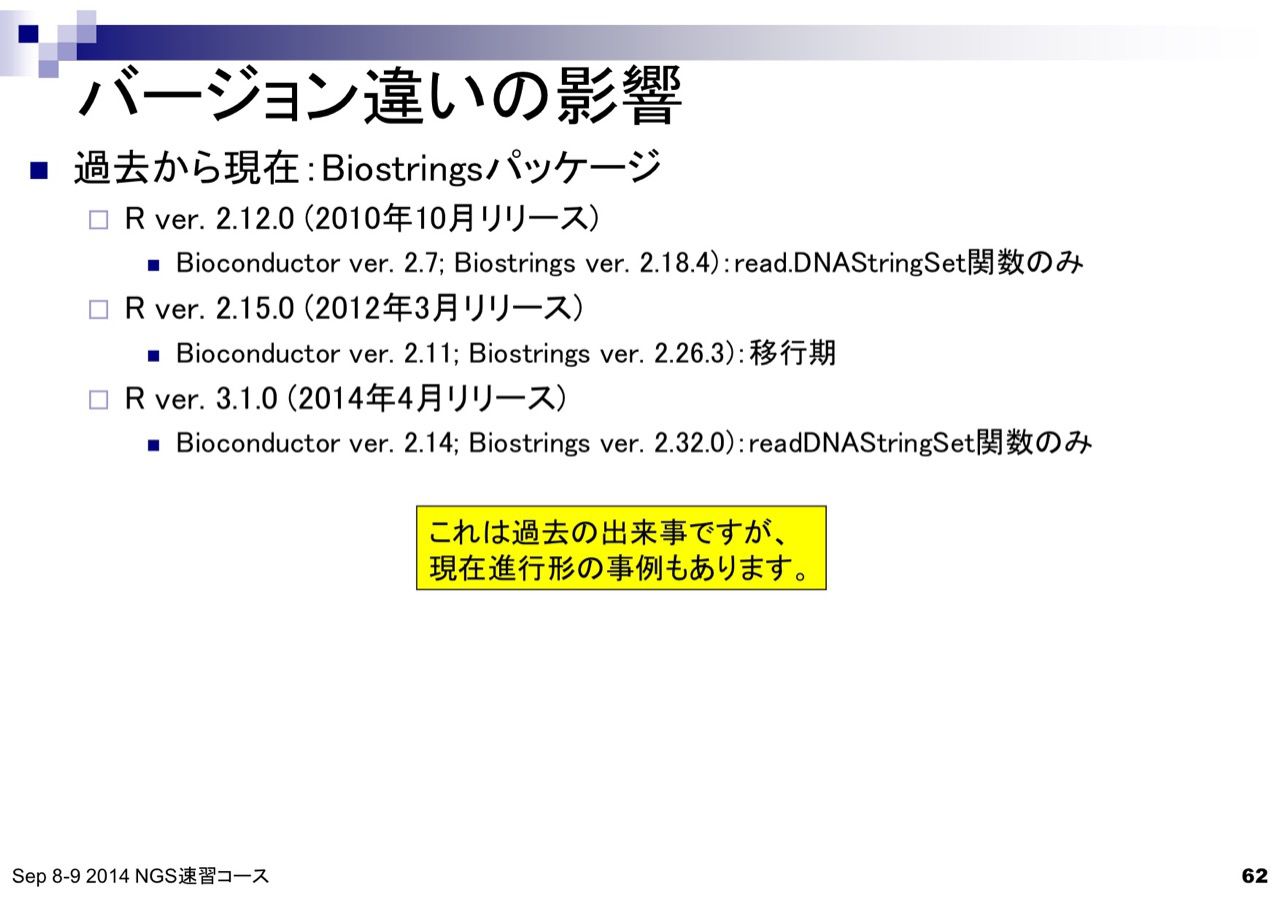 バージョン違いの影響
過去から現在：Biostringsパッケージ
R ver. 2.12.0 (2010年10月リリース)
Bioconductor ver. 2.7; Biostrings ver. 2.18.4)：read.DNAStringSet関数のみ
R ver. 2.15.0 (2012年3月リリース)
Bioconductor ver. 2.11; Biostrings ver. 2.26.3)：移行期
R ver. 3.1.0 (2014年4月リリース)
Bioconductor ver. 2.14; Biostrings ver. 2.32.0)：readDNAStringSet関数のみ
これは過去の出来事ですが、
現在進行形の事例もあります。
Sep 8-9 2014 NGS速習コース
62